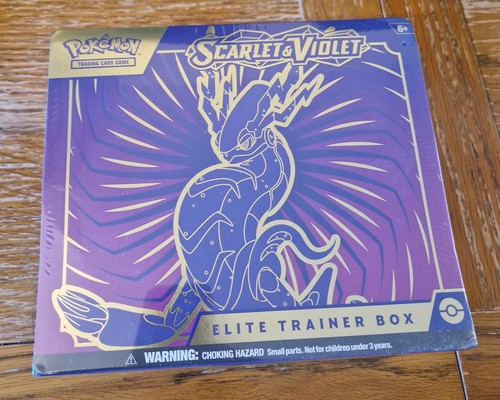 POKÉMON
TRADING CARD GAME
SCARLET & VIOLET
6+
ELITE TRAINER BOX
WARNING: CHOKING HAZARD Small parts. Not for children under 3 years.